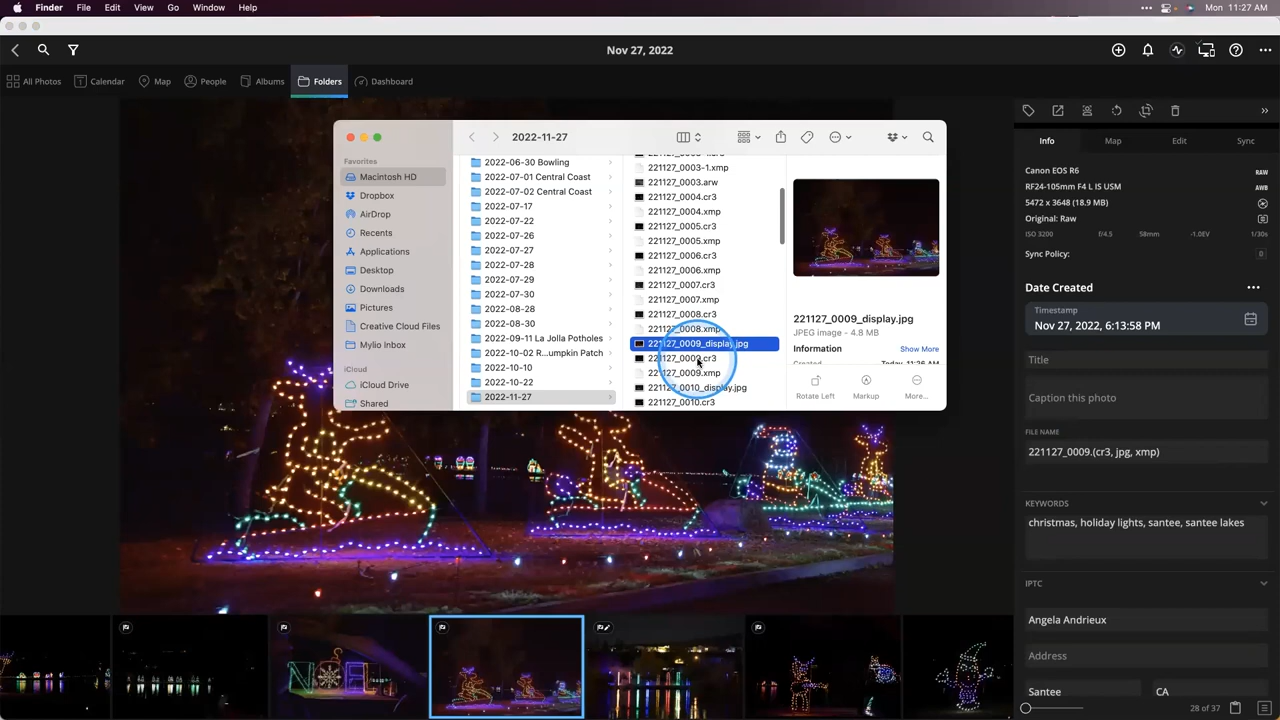 Finder File Edit View Go Window Help Mon 11:27 AM
Nov 27, 2022
All Photos Calendar Map People Albums Folders Dashboard
2022-11-27
Favorites
Macintosh HD
Dropbox
AirDrop
Recents
Applications
Desktop
Downloads
Pictures
Creative Cloud Files
Mylio Inbox
iCloud
iCloud Drive
Shared
2022-06-30 Bowling
2022-07-01 Central Coast
2022-07-02 Central Coast
2022-07-17
2022-07-22
2022-07-26
2022-07-27
2022-07-28
2022-07-29
2022-07-30
2022-08-28
2022-08-30
2022-09-11 La Jolla Potholes
2022-10-02 R...umpkin Patch
2022-10-10
2022-10-22
2022-11-27
221127_0003-1.xmp
221127_0003.arw
221127_0004.cr3
221127_0004.xmp
221127_0005.cr3
221127_0005.xmp
221127_0006.cr3
221127_0006.xmp
221127_0007.cr3
221127_0007.xmp
221127_0008.cr3
221127_0008.xmp
221127_0009_display.jpg
221127_0009.cr3
221127_0009.xmp
221127_0010_display.jpg
221127_0010.cr3
221127_0009_display.jpg
JPEG image - 4.8 MB
Information Show More
Rotate Left Markup More...
Info Map Edit Sync
Canon EOS R6 RAW
RF24-105mm F4 L IS USM AWB
5472 x 3648 (18.9 MB)
Original: Raw
ISO 3200 f/4.5 58mm -1.0EV 1/30s
Sync Policy: 0
Date Created
Timestamp
Nov 27, 2022, 6:13:58 PM
Title
Caption this photo
FILE NAME
221127_0009.(cr3, jpg, xmp)
KEYWORDS
christmas, holiday lights, santee, santee lakes
IPTC
Angela Andrieux
Address
Santee CA
28 of 37